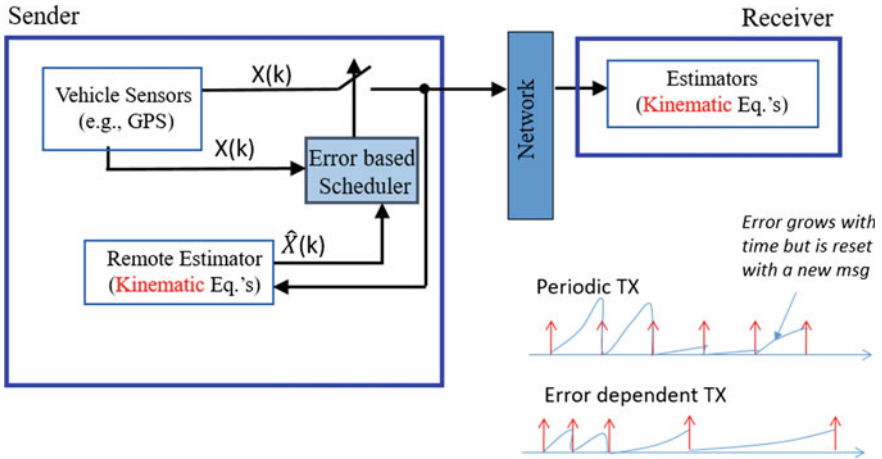 Sender
Receiver
X(k)
Vehicle Sensors
(e.g., GPS)
X(k)
Error based
Scheduler
X̂(k)
Remote Estimator
(Kinematic Eq.'s)
Network
Estimators
(Kinematic Eq.'s)
Error grows with
time but is reset
with a new msg
Periodic TX
Error dependent TX